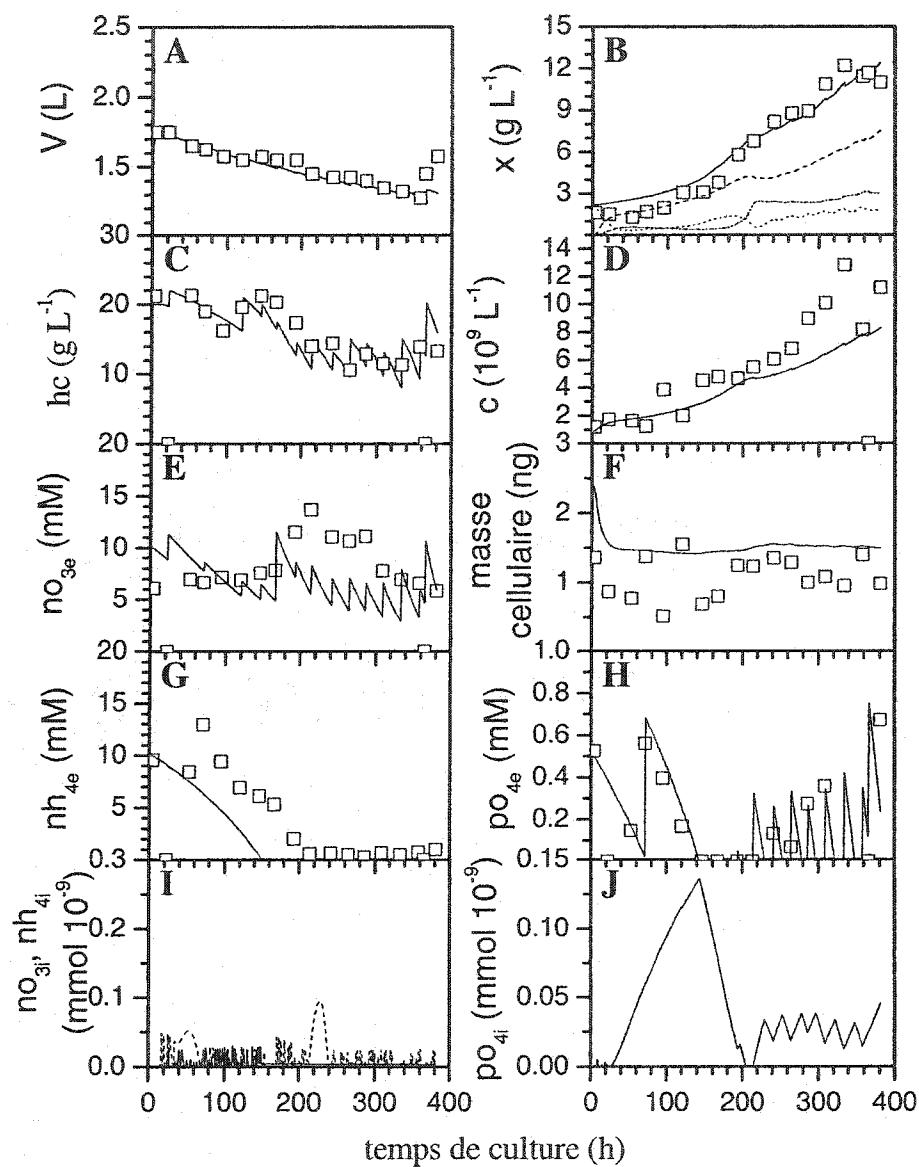 2.5
2.0
1.5
V (L)
A
15
12
9
6
3
x (g L⁻¹)
B
30
20
10
hc (g L⁻¹)
C
14
12
10
8
6
4
2
c (10⁹ L⁻¹)
D
20
15
10
5
no₃ₑ (mM)
E
3
2
1
masse
cellulaire (ng)
F
20
15
10
5
nh₄ₑ (mM)
G
1.0
0.8
0.6
0.4
0.2
po₄ₑ (mM)
H
0.3
0.2
0.1
0.0
no₃ᵢ, nh₄ᵢ
(mmol 10⁻⁹)
I
0.15
0.10
0.05
0.00
po₄ᵢ (mmol 10⁻⁹)
J
0 100 200 300 400
0 100 200 300 400
temps de culture (h)